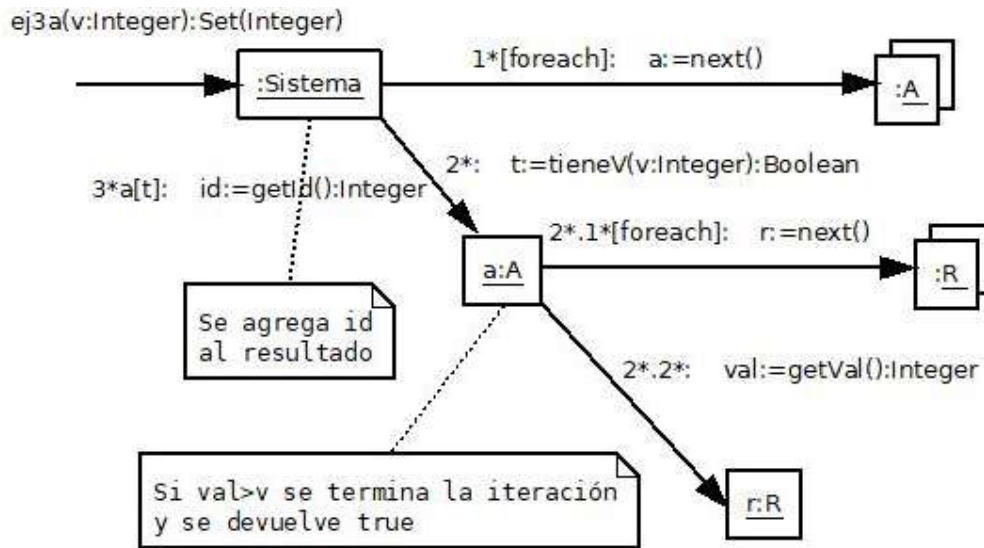 ej3a(v:Integer):Set(Integer)
:Sistema
1*[foreach]: a:=next()
:A
2*: t:=tieneV(v:Integer):Boolean
3*a[t]: id:=getId():Integer
a:A
2*.1*[foreach]: r:=next()
:R
Se agrega id
al resultado
2*.2*: val:=getVal():Integer
Si val>v se termina la iteración
y se devuelve true
r:R